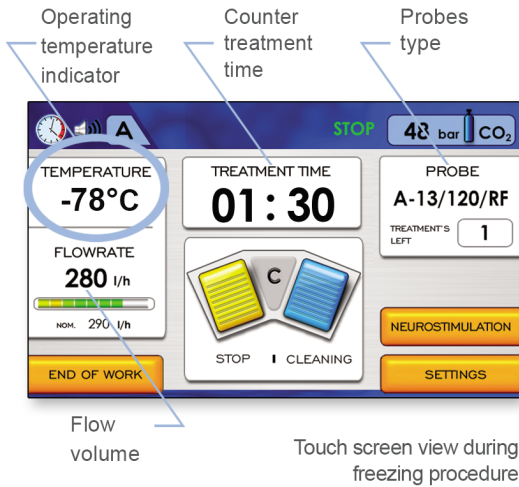 Operating
temperature
indicator
Counter
treatment
time
Probes
type
A
STOP
48 bar CO₂
TEMPERATURE
-78°C
TREATMENT TIME
01:30
PROBE
A-13/120/RF
TREATMENT'S
LEFT
1
FLOWRATE
280 l/h
NOM. 290 l/h
C
STOP I CLEANING
NEUROSTIMULATION
END OF WORK
SETTINGS
Flow
volume
Touch screen view during
freezing procedure